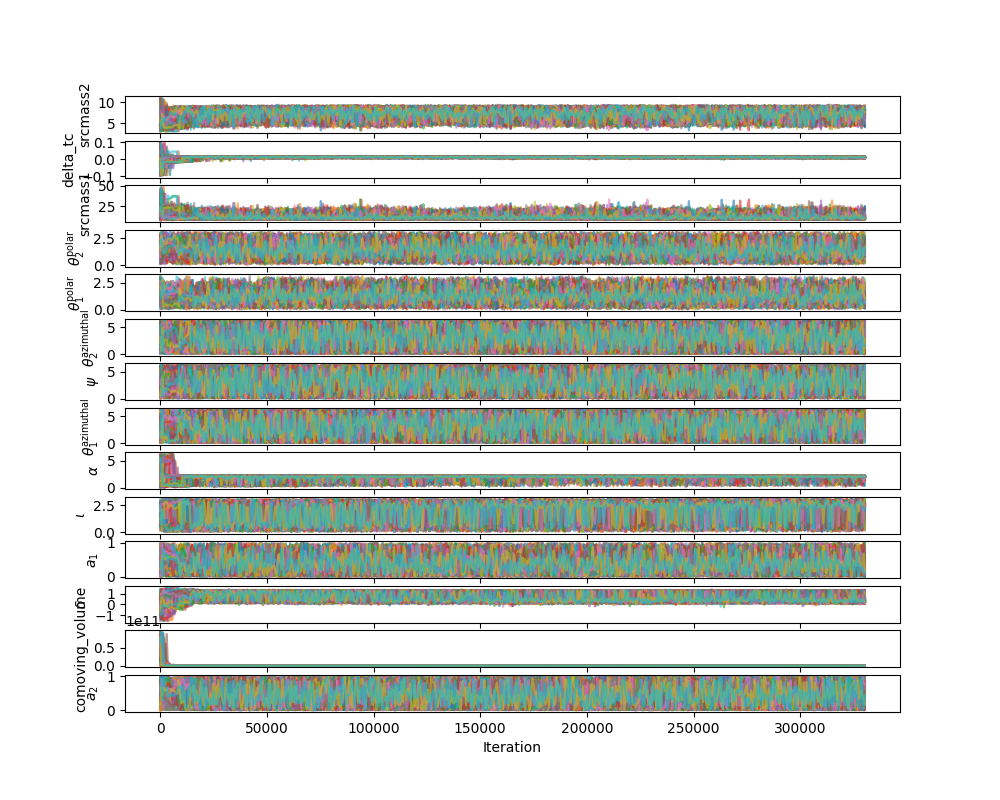 srcmass2
10
5
delta_tc
0.1
0.0
−0.1
srcmass1
50
25
θ₂^polar
2.5
0.0
θ₁^polar
2.5
0.0
θ₂^azimuthal
5
0
ψ
5
0
θ₁^azimuthal
5
0
α
5
0
ι
2.5
0.0
a₁
1
0
1
0
−1
comoving_volume
1e11
0.5
0.0
a₂
1
0
0 50000 100000 150000 200000 250000 300000
Iteration